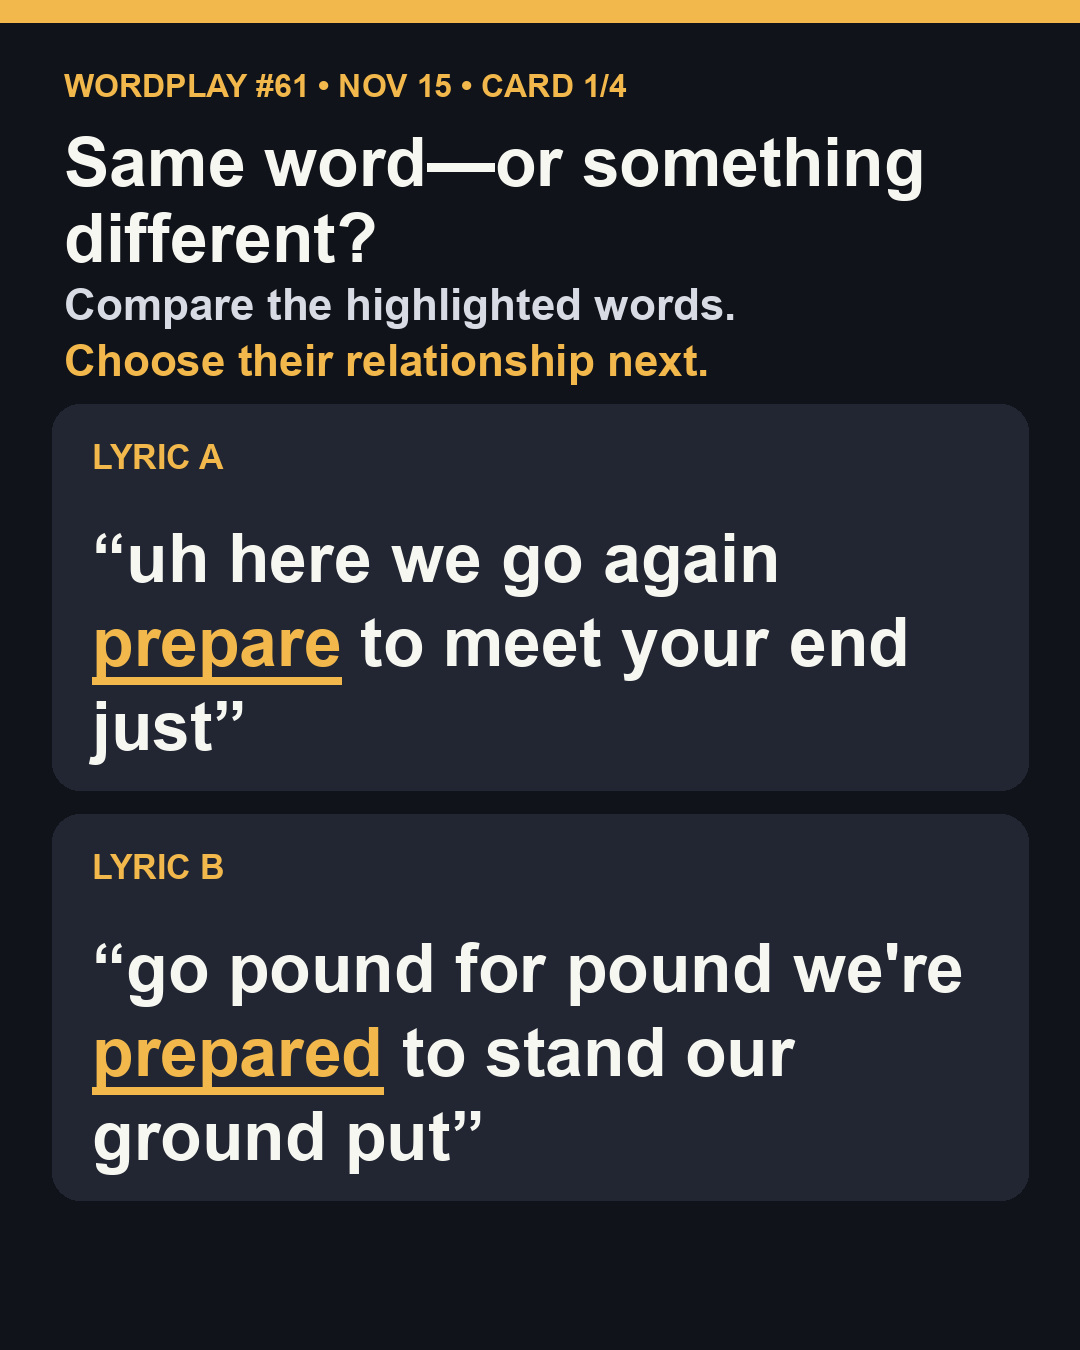 WORDPLAY #61 • NOV 15 • CARD 1/4
Same word—or something
different?
Compare the highlighted words.
Choose their relationship next.
LYRIC A
“uh here we go again
prepare to meet your end
just”
LYRIC B
“go pound for pound we're
prepared to stand our
ground put”